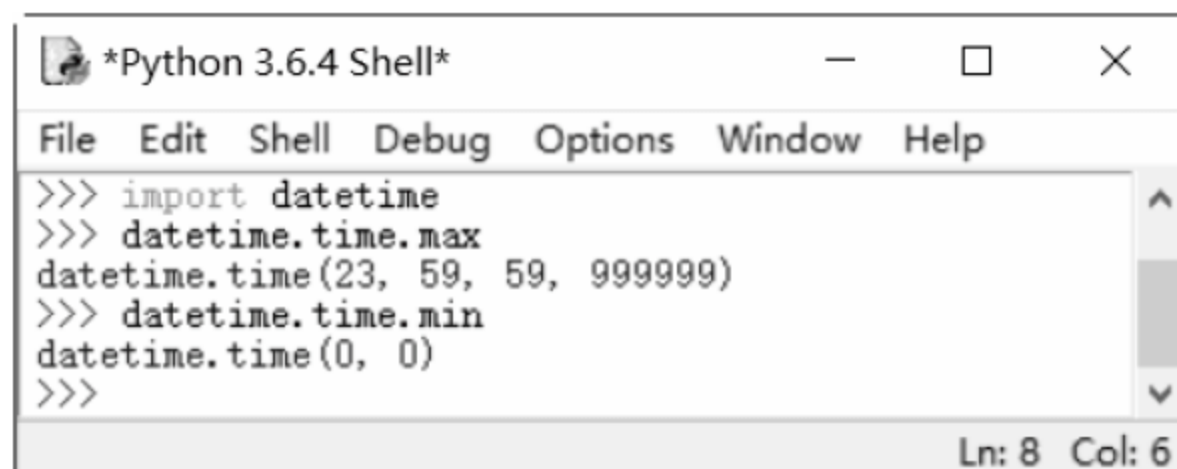 *Python 3.6.4 Shell*
File Edit Shell Debug Options Window Help
>>> import datetime
>>> datetime.time.max
datetime.time(23, 59, 59, 999999)
>>> datetime.time.min
datetime.time(0, 0)
>>>
Ln: 8 Col: 6